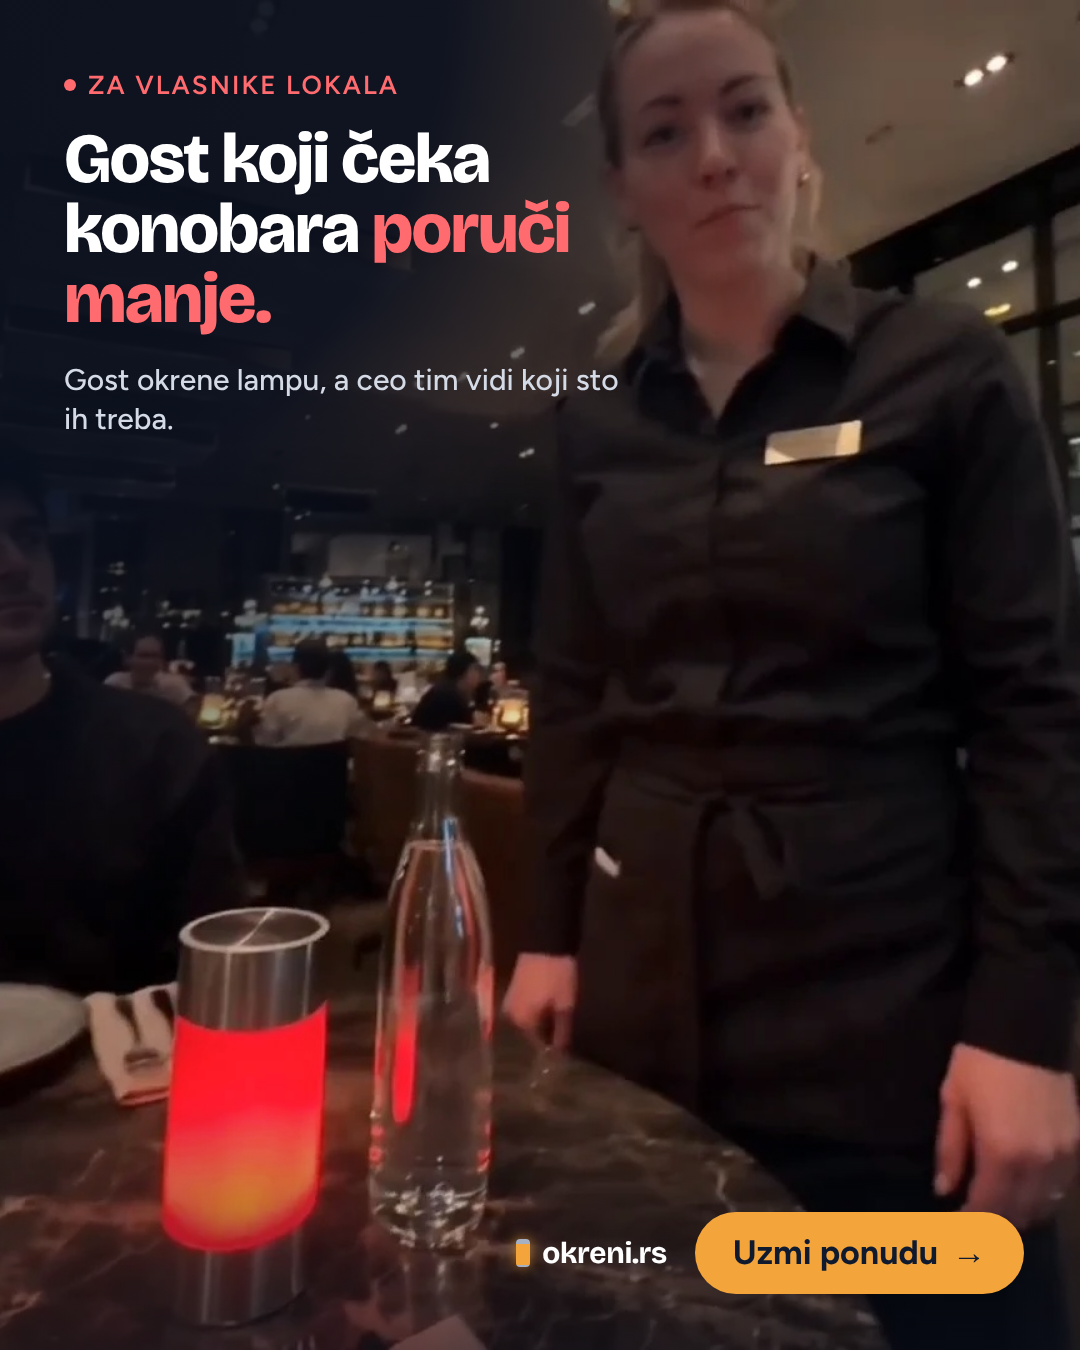 ZA VLASNIKE LOKALA
Gost koji čeka
konobara poruči
manje.
Gost okrene lampu, a ceo tim vidi koji sto
ih treba.
okreni.rs
Uzmi ponudu →